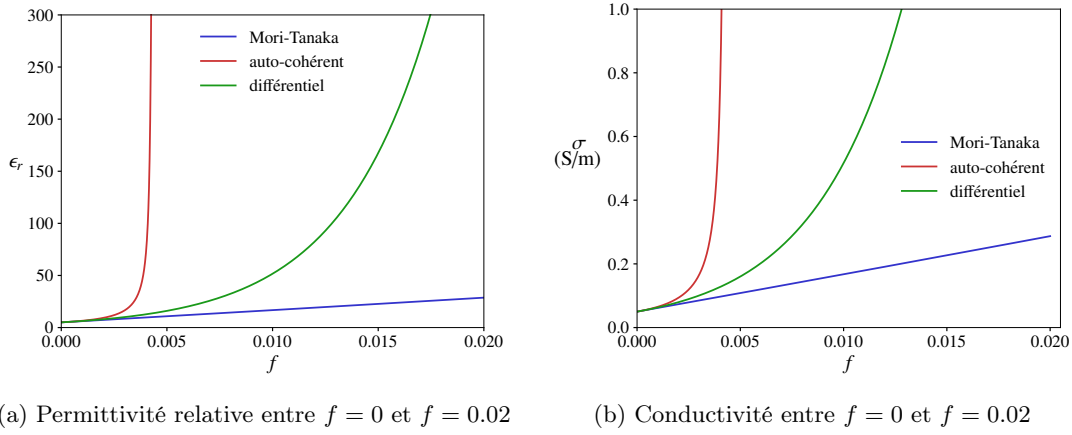 300
250
200
150
100
50
0
ϵr
Mori-Tanaka
auto-cohérent
différentiel
0.000
0.005
0.010
0.015
0.020
f
1.0
0.8
0.6
0.4
0.2
0.0
σ
(S/m)
Mori-Tanaka
auto-cohérent
différentiel
0.000
0.005
0.010
0.015
0.020
f
a) Permittivité relative entre f = 0 et f = 0.02
(b) Conductivité entre f = 0 et f = 0.02